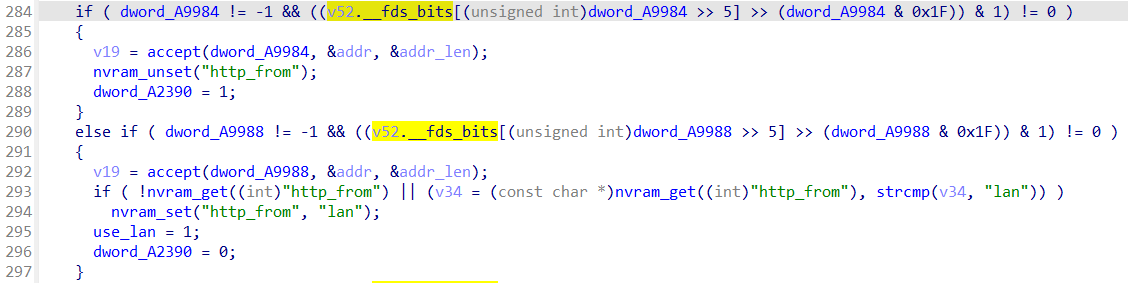 284 if ( dword_A9984 != -1 && ((v52.__fds_bits[(unsigned int)dword_A9984 >> 5] >> (dword_A9984 & 0x1F)) & 1) != 0 )
285 {
286 v19 = accept(dword_A9984, &addr, &addr_len);
287 nvram_unset("http_from");
288 dword_A2390 = 1;
289 }
290 else if ( dword_A9988 != -1 && ((v52.__fds_bits[(unsigned int)dword_A9988 >> 5] >> (dword_A9988 & 0x1F)) & 1) != 0 )
291 {
292 v19 = accept(dword_A9988, &addr, &addr_len);
293 if ( !nvram_get((int)"http_from") || (v34 = (const char *)nvram_get((int)"http_from"), strcmp(v34, "lan")) )
294 nvram_set("http_from", "lan");
295 use_lan = 1;
296 dword_A2390 = 0;
297 }